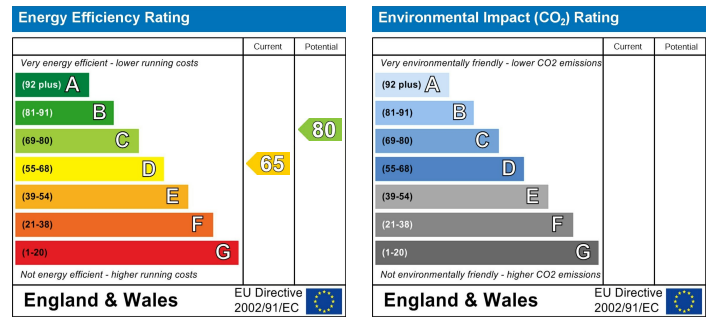 Energy Efficiency Rating
Current Potential
Very energy efficient - lower running costs
(92 plus) A
(81-91) B
(69-80) C
(55-68) D
(39-54) E
(21-38) F
(1-20) G
65
80
Not energy efficient - higher running costs
England & Wales
EU Directive
2002/91/EC
Environmental Impact (CO₂) Rating
Current Potential
Very environmentally friendly - lower CO2 emissions
(92 plus) A
(81-91) B
(69-80) C
(55-68) D
(39-54) E
(21-38) F
(1-20) G
Not environmentally friendly - higher CO2 emissions
England & Wales
EU Directive
2002/91/EC